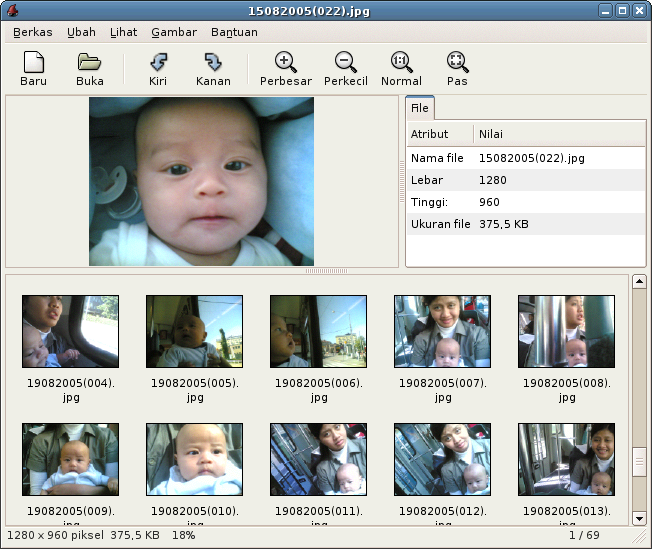 15082005(022).jpg
Berkas Ubah Lihat Gambar Bantuan
Baru Buka Kiri Kanan Perbesar Perkecil 1:1 Normal Pas
File
Atribut Nilai
Nama file 15082005(022).jpg
Lebar 1280
Tinggi: 960
Ukuran file 375,5 KB
19082005(004).
jpg
19082005(005).
jpg
19082005(006).
jpg
19082005(007).
jpg
19082005(008).
jpg
19082005(009).
jpg
19082005(010).
jpg
19082005(011).
jpg
19082005(012).
jpg
19082005(013).
jpg
1280 x 960 piksel 375,5 KB 18% 1 / 69